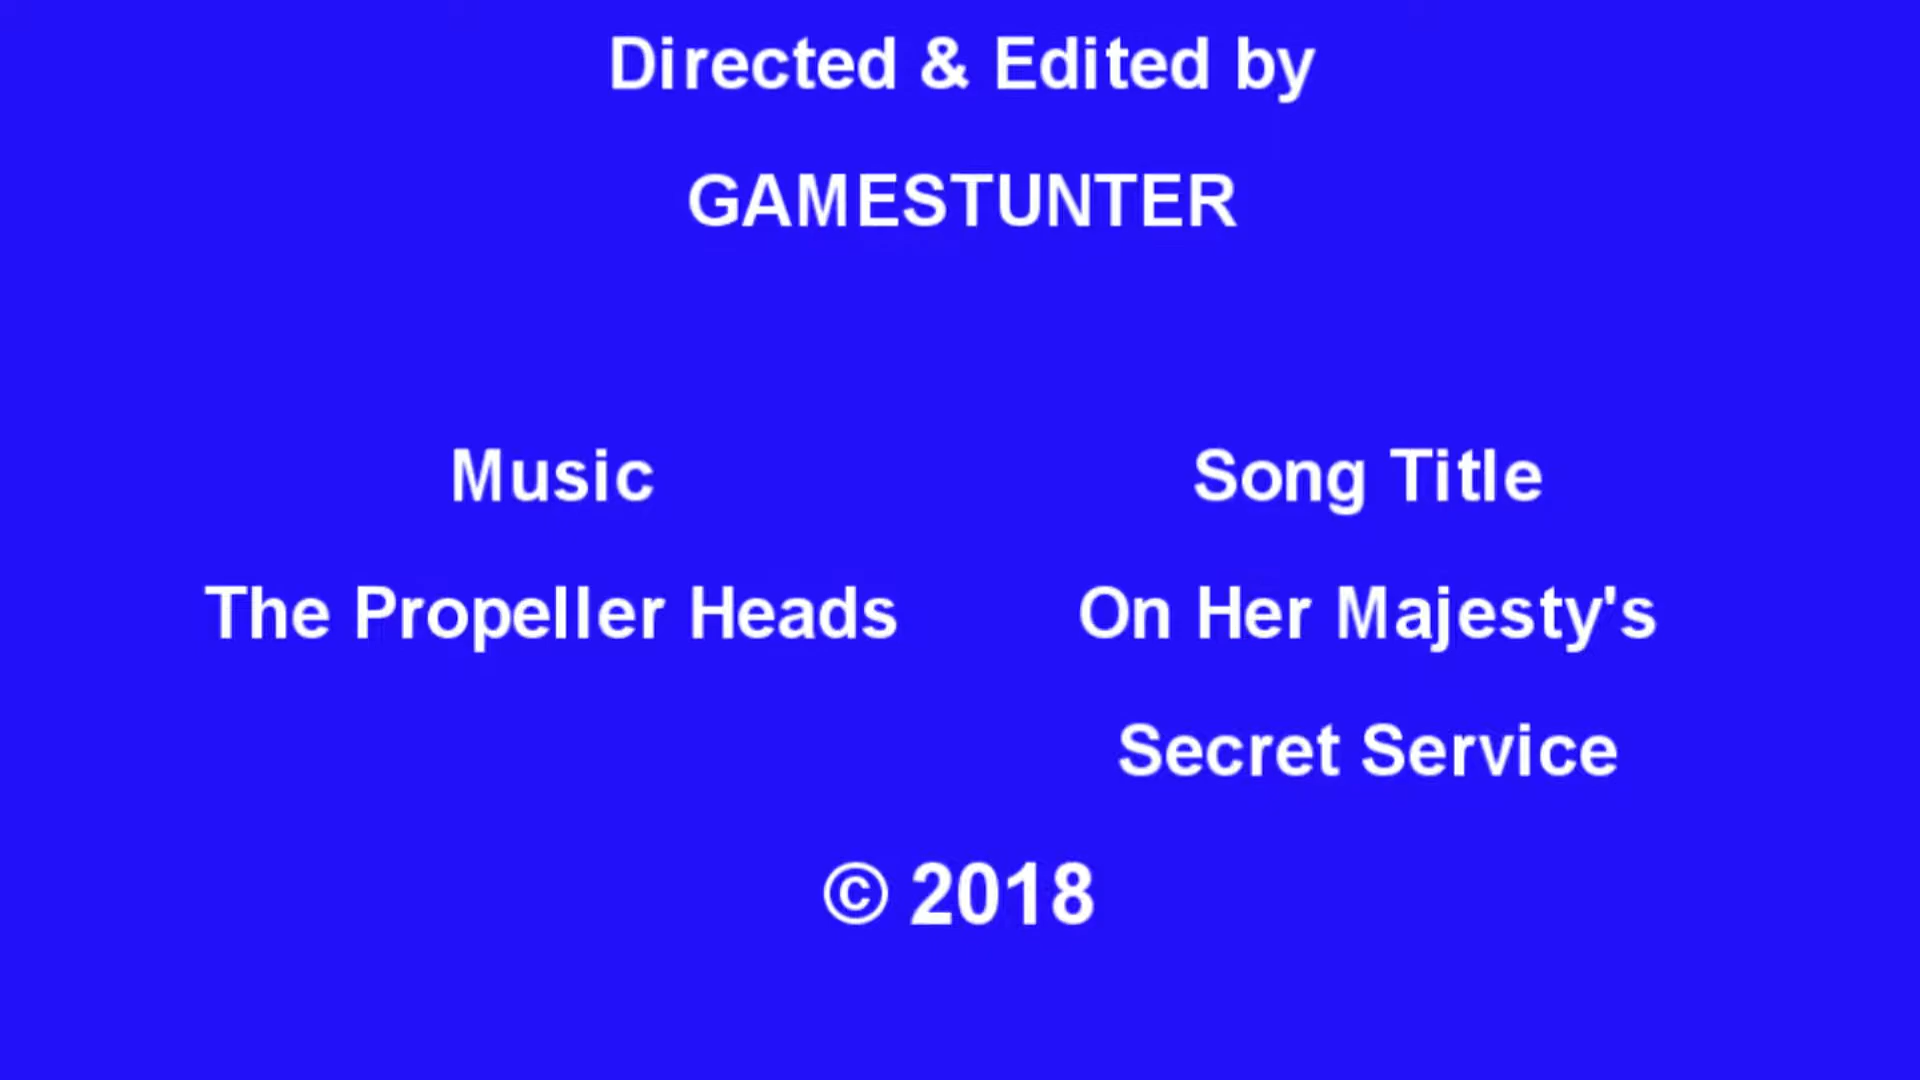 Directed & Edited by
GAMESTUNTER
Music
The Propeller Heads
Song Title
On Her Majesty's
Secret Service
© 2018